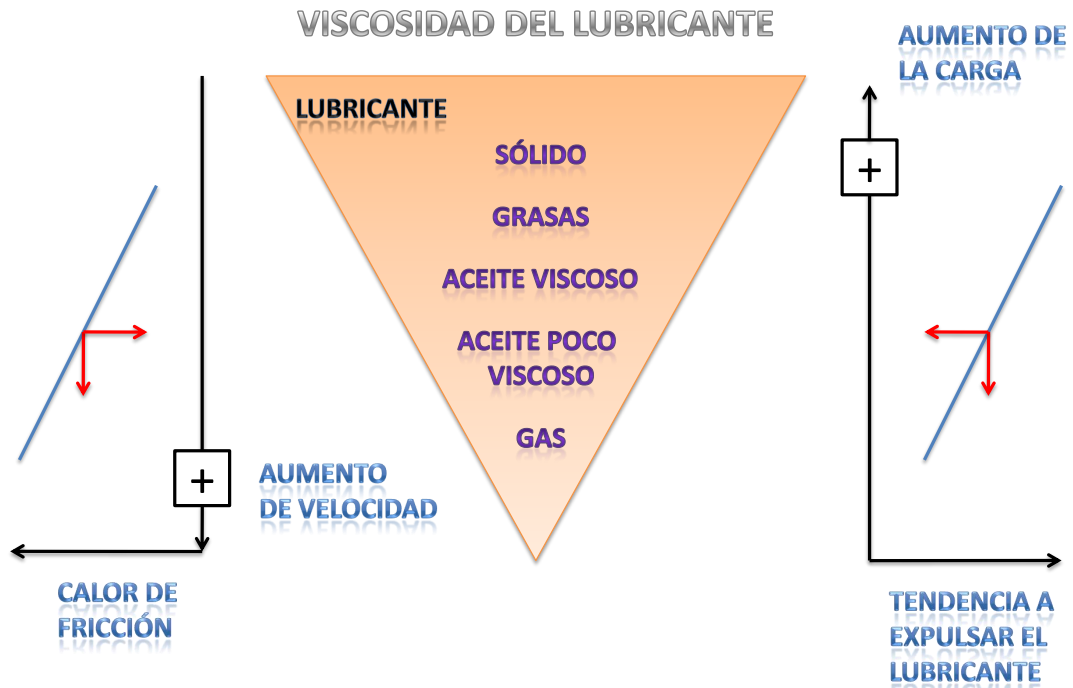 VISCOSIDAD DEL LUBRICANTE
AUMENTO DE
LA CARGA
LUBRICANTE
SÓLIDO
GRASAS
ACEITE VISCOSO
ACEITE POCO
VISCOSO
GAS
+
+
AUMENTO
DE VELOCIDAD
CALOR DE
FRICCIÓN
TENDENCIA A
EXPULSAR EL
LUBRICANTE